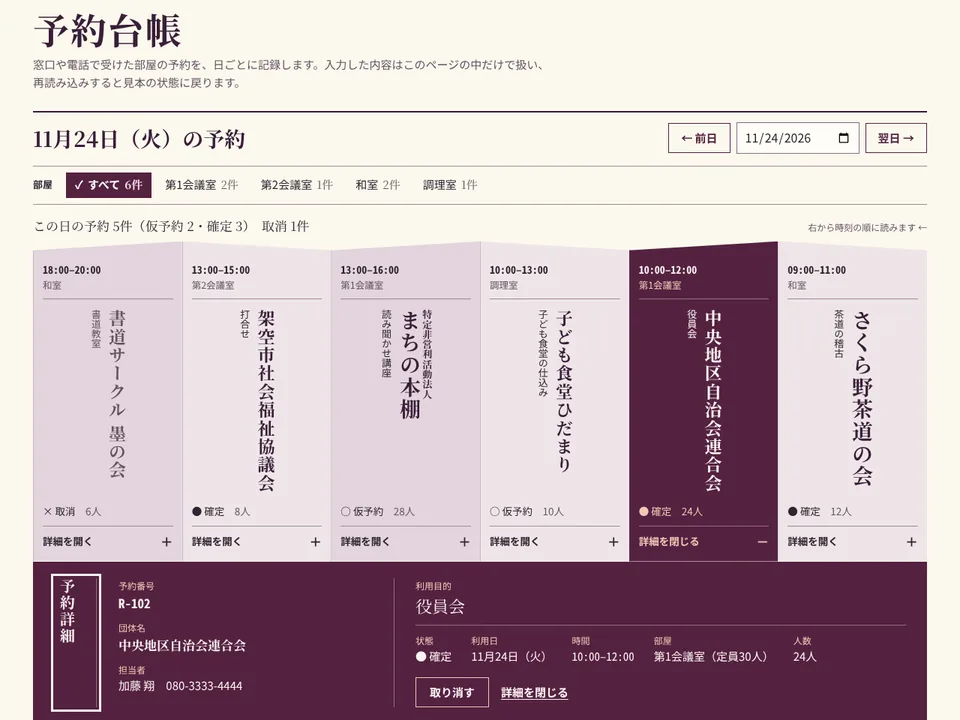 予約台帳
窓口や電話で受けた部屋の予約を、日ごとに記録します。入力した内容はこのページの中だけで扱い、
再読み込みすると見本の状態に戻ります。
11月24日（火）の予約
← 前日
11/24/2026
翌日 →
部屋
✓ すべて 6件
第1会議室 2件
第2会議室 1件
和室 2件
調理室 1件
この日の予約 5件（仮予約 2・確定 3） 取消 1件
右から時刻の順に読みます ←
09:00–11:00
和室
さくら野茶道の会
茶道の稽古
● 確定 12人
詳細を開く ＋
10:00–12:00
第1会議室
中央地区自治会連合会
役員会
● 確定 24人
詳細を閉じる −
10:00–13:00
調理室
子ども食堂ひだまり
子ども食堂の仕込み
○ 仮予約 10人
詳細を開く ＋
13:00–16:00
第1会議室
特定非営利活動法人
まちの本棚
読み聞かせ講座
○ 仮予約 28人
詳細を開く ＋
13:00–15:00
第2会議室
架空市社会福祉協議会
打合せ
● 確定 8人
詳細を開く ＋
18:00–20:00
和室
書道サークル 墨の会
書道教室
× 取消 6人
詳細を開く ＋
予約詳細
予約番号
R-102
団体名
中央地区自治会連合会
担当者
加藤 翔 080-3333-4444
利用目的
役員会
状態
● 確定
利用日
11月24日（火）
時間
10:00–12:00
部屋
第1会議室（定員30人）
人数
24人
取り消す
詳細を閉じる